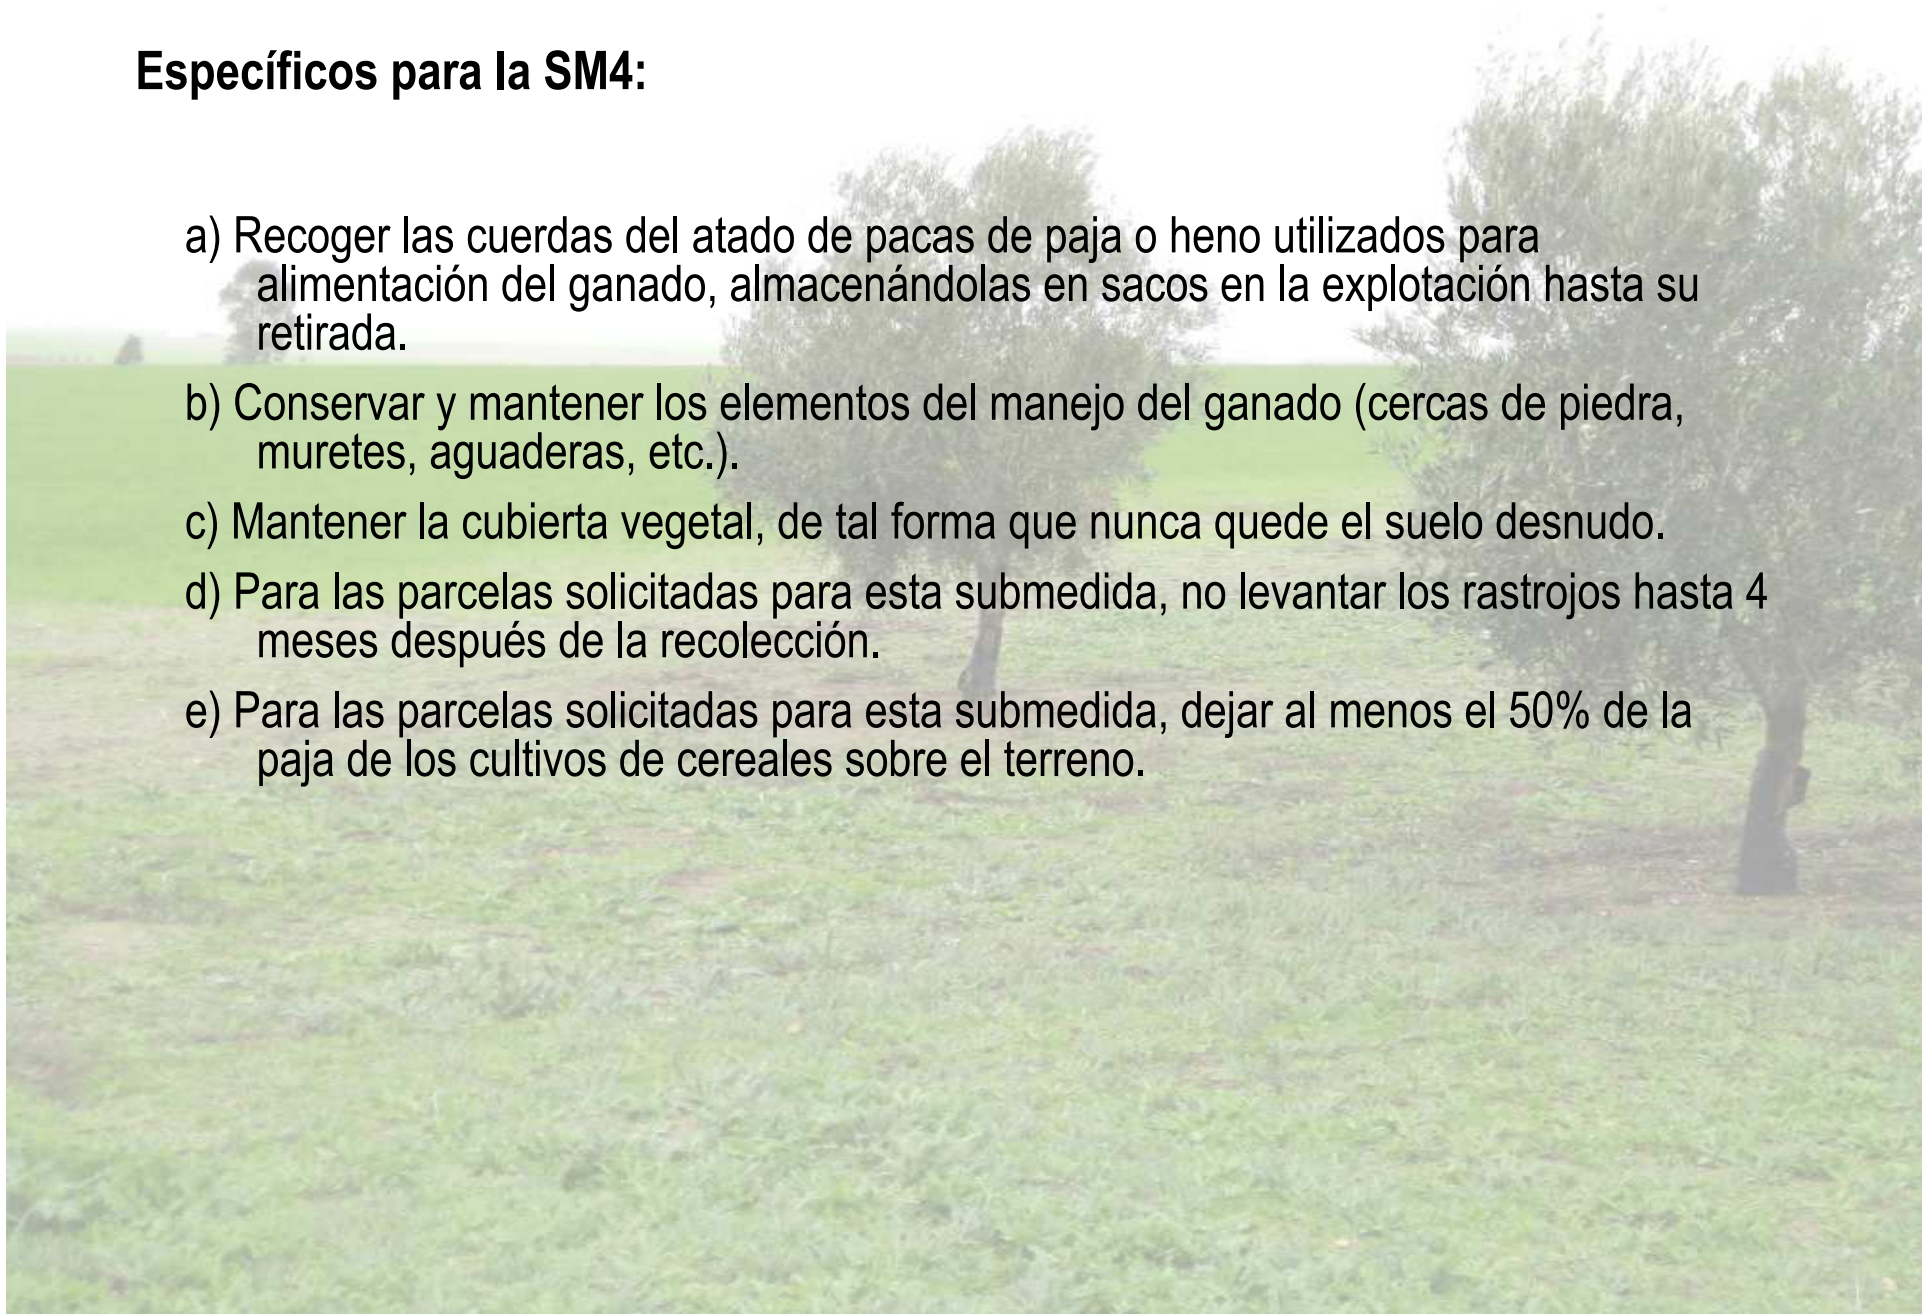 Específicos para la SM4:
a) Recoger las cuerdas del atado de pacas de paja o heno utilizados para
alimentación del ganado, almacenándolas en sacos en la explotación hasta su
retirada.
b) Conservar y mantener los elementos del manejo del ganado (cercas de piedra,
muretes, aguaderas, etc.).
c) Mantener la cubierta vegetal, de tal forma que nunca quede el suelo desnudo.
d) Para las parcelas solicitadas para esta submedida, no levantar los rastrojos hasta 4
meses después de la recolección.
e) Para las parcelas solicitadas para esta submedida, dejar al menos el 50% de la
paja de los cultivos de cereales sobre el terreno.